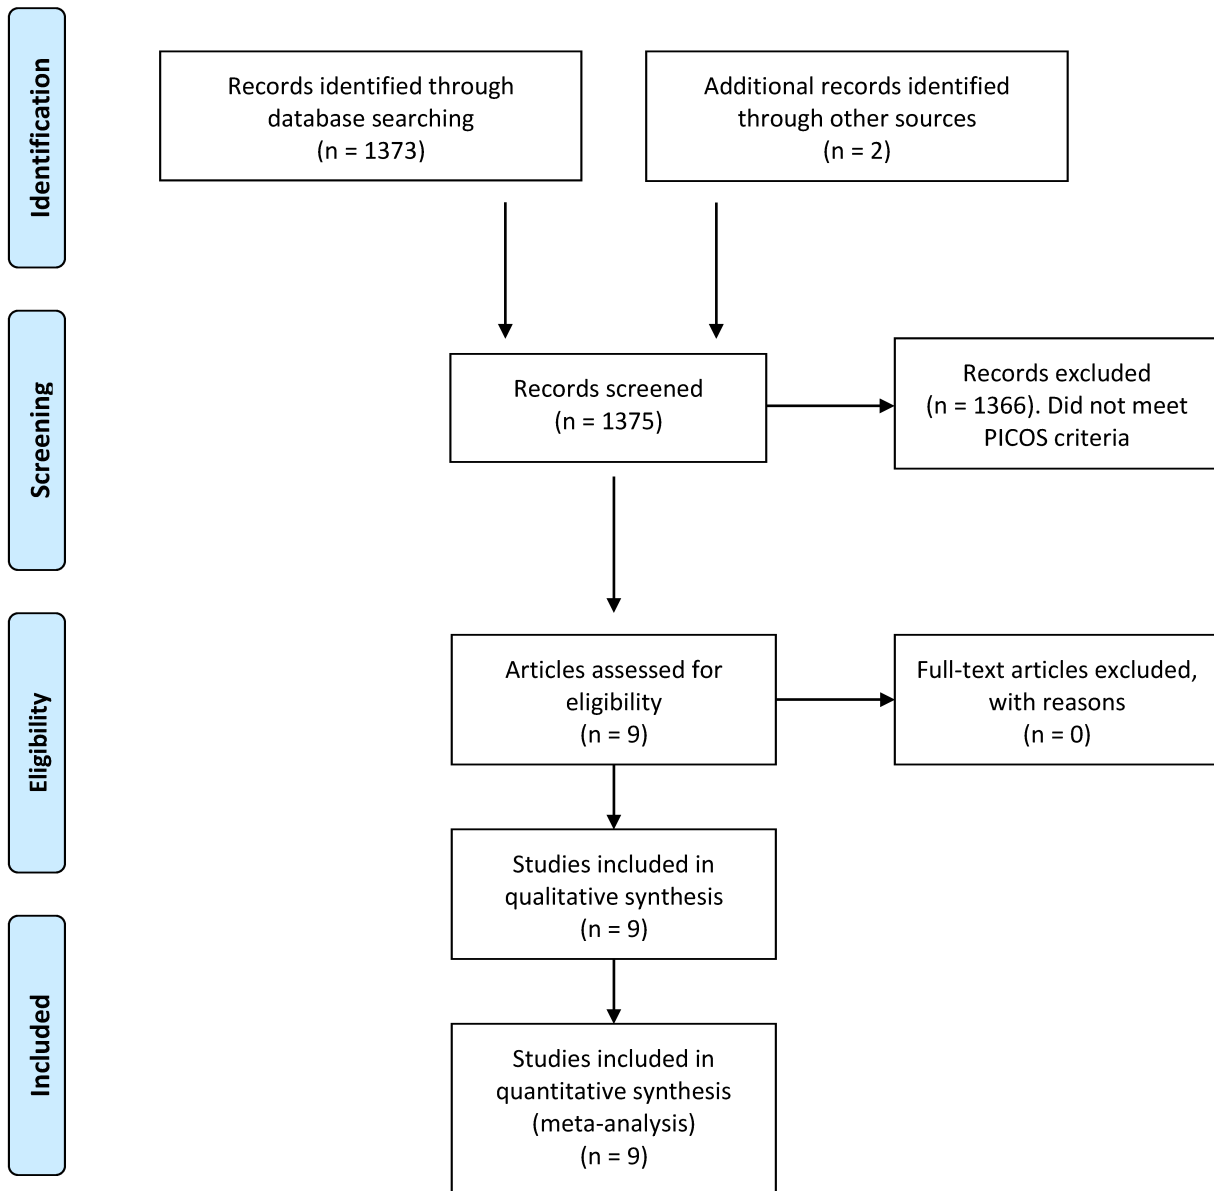 Identification
Records identified through
database searching
(n = 1373)
Additional records identified
through other sources
(n = 2)
Screening
Records screened
(n = 1375)
Records excluded
(n = 1366). Did not meet
PICOS criteria
Eligibility
Articles assessed for
eligibility
(n = 9)
Full-text articles excluded,
with reasons
(n = 0)
Studies included in
qualitative synthesis
(n = 9)
Included
Studies included in
quantitative synthesis
(meta-analysis)
(n = 9)